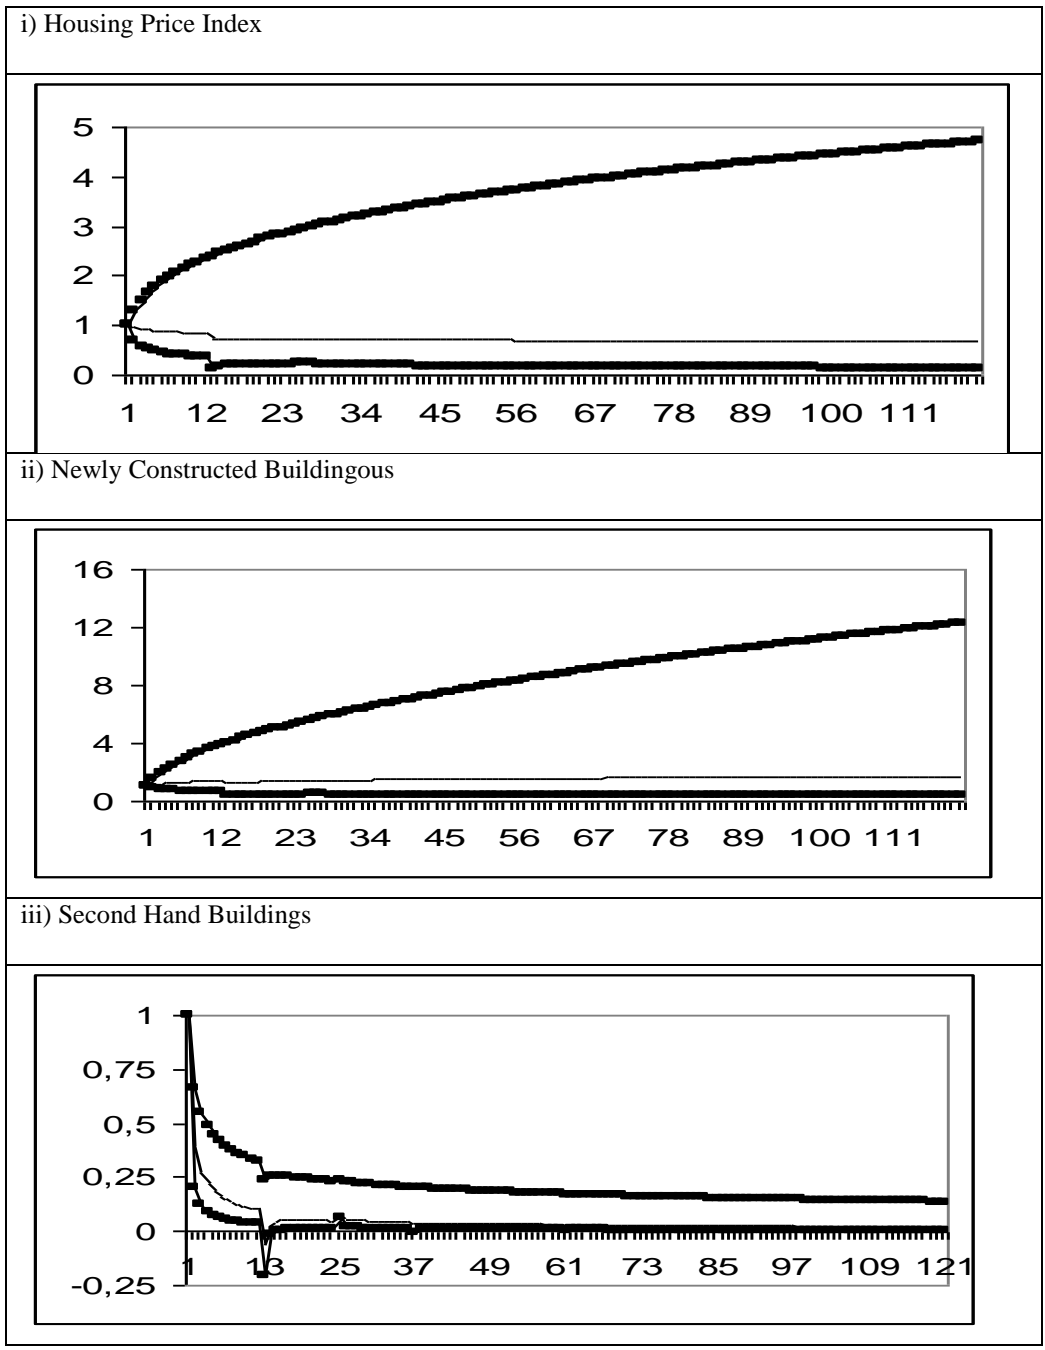 i) Housing Price Index
5
4
3
2
1
0
1 12 23 34 45 56 67 78 89 100 111
ii) Newly Constructed Buildingous
16
12
8
4
0
1 12 23 34 45 56 67 78 89 100 111
iii) Second Hand Buildings
1
0,75
0,5
0,25
0
-0,25
1 13 25 37 49 61 73 85 97 109 121